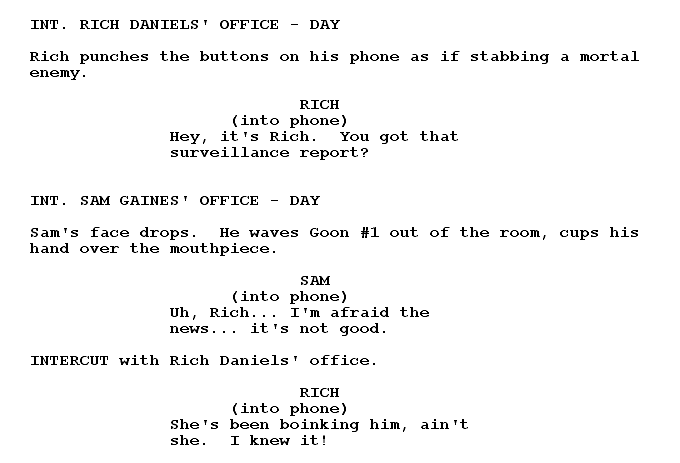 INT. RICH DANIELS' OFFICE - DAY
Rich punches the buttons on his phone as if stabbing a mortal
enemy.
RICH
(into phone)
Hey, it's Rich.  You got that
surveillance report?
INT. SAM GAINES' OFFICE - DAY
Sam's face drops.  He waves Goon #1 out of the room, cups his
hand over the mouthpiece.
SAM
(into phone)
Uh, Rich... I'm afraid the
news... it's not good.
INTERCUT with Rich Daniels' office.
RICH
(into phone)
She's been boinking him, ain't
she.  I knew it!